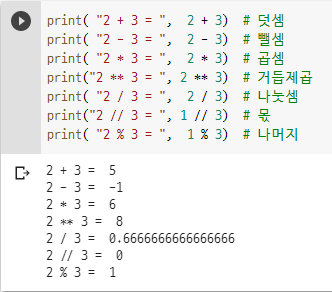 print( "2 + 3 = ",  2 + 3)  # 덧셈
print( "2 - 3 = ",  2 - 3)  # 뺄셈
print( "2 * 3 = ",  2 * 3)  # 곱셈
print("2 ** 3 = ", 2 ** 3)  # 거듭제곱
print( "2 / 3 = ",  2 / 3)  # 나눗셈
print("2 // 3 = ", 1 // 3)  # 몫
print( "2 % 3 = ",  1 % 3)  # 나머지
2 + 3 =  5
2 - 3 =  -1
2 * 3 =  6
2 ** 3 =  8
2 / 3 =  0.6666666666666666
2 // 3 =  0
2 % 3 =  1